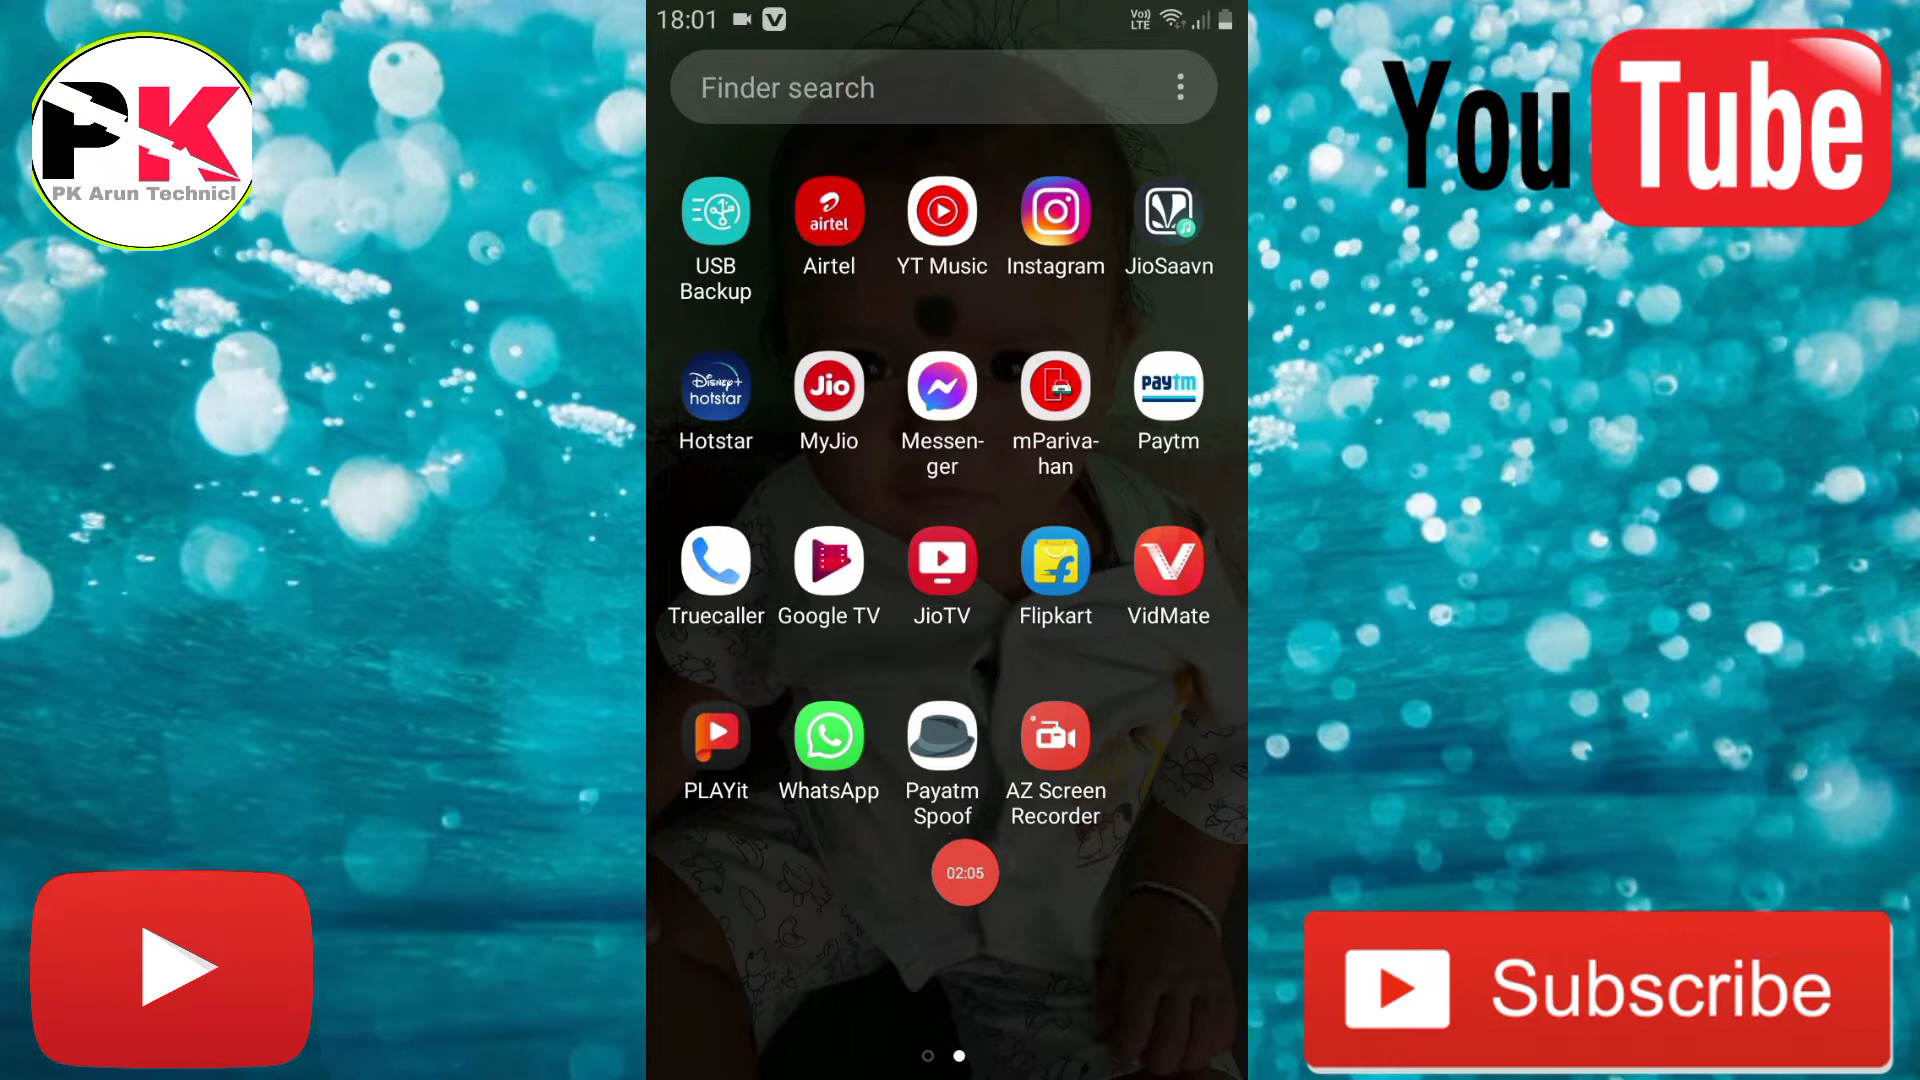 18:01
Vo)) LTE
Finder search
PK
PK Arun Technicl
You Tube
airtel
USB Backup
Airtel
YT Music
Instagram
JioSaavn
Disney+ hotstar
Jio
paytm
Hotstar
MyJio
Messen-
ger
mPariva-
han
Paytm
Truecaller
Google TV
JioTV
Flipkart
VidMate
PLAYit
WhatsApp
Payatm
Spoof
AZ Screen
Recorder
02:05
Subscribe